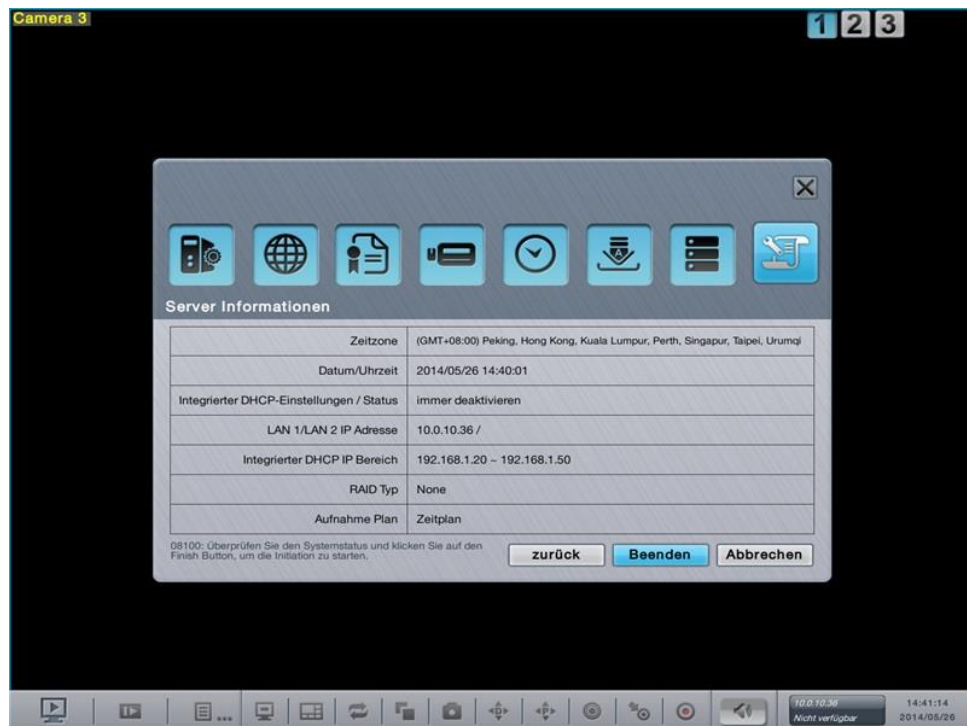 Camera 3
1 2 3
Server Informationen
Zeitzone (GMT+08:00) Peking, Hong Kong, Kuala Lumpur, Perth, Singapur, Taipei, Urumqi
Datum/Uhrzeit 2014/05/26 14:40:01
Integrierter DHCP-Einstellungen / Status immer deaktivieren
LAN 1/LAN 2 IP Adresse 10.0.10.36 /
Integrierter DHCP IP Bereich 192.168.1.20 ~ 192.168.1.50
RAID Typ None
Aufnahme Plan Zeitplan
08100: Überprüfen Sie den Systemstatus und klicken Sie auf den
Finish Button, um die Initiation zu starten.
zurück Beenden Abbrechen
10.0.10.36 14:41:14
Nicht verfügbar 2014/05/26